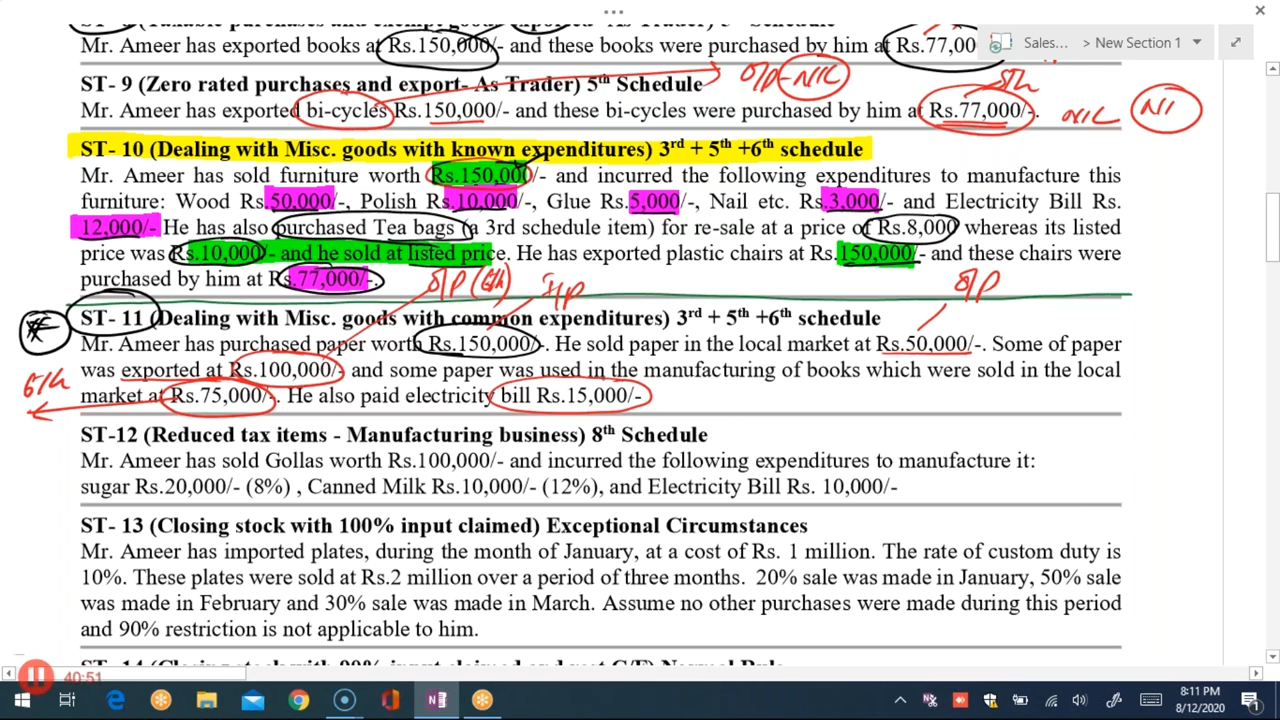 Mr. Ameer has exported books at Rs.150,000/- and these books were purchased by him at Rs.77,00
Sales... > New Section 1
ST- 9 (Zero rated purchases and export- As Trader) 5th Schedule
O/P - NIL
5th
Mr. Ameer has exported bi-cycles Rs.150,000/- and these bi-cycles were purchased by him at Rs.77,000/-.
NIL
ST- 10 (Dealing with Misc. goods with known expenditures) 3rd + 5th +6th schedule
Mr. Ameer has sold furniture worth Rs.150,000/- and incurred the following expenditures to manufacture this
furniture: Wood Rs.50,000/-, Polish Rs.10,000/-, Glue Rs.5,000/-, Nail etc. Rs.3.000/- and Electricity Bill Rs.
12,000/- He has also purchased Tea bags (a 3rd schedule item) for re-sale at a price of Rs.8,000/ whereas its listed
price was Rs.10,000/- and he sold at listed price. He has exported plastic chairs at Rs.150,000/- and these chairs were
purchased by him at Rs.77,000/-.
O/P
I/P
O/P
ST- 11 (Dealing with Misc. goods with common expenditures) 3rd + 5th +6th schedule
Mr. Ameer has purchased paper worth Rs.150,000/-. He sold paper in the local market at Rs.50,000/-. Some of paper
was exported at Rs.100,000/- and some paper was used in the manufacturing of books which were sold in the local
6th
market at Rs.75,000/-. He also paid electricity bill Rs.15,000/-
ST-12 (Reduced tax items - Manufacturing business) 8th Schedule
Mr. Ameer has sold Gollas worth Rs.100,000/- and incurred the following expenditures to manufacture it:
sugar Rs.20,000/- (8%) , Canned Milk Rs.10,000/- (12%), and Electricity Bill Rs. 10,000/-
ST- 13 (Closing stock with 100% input claimed) Exceptional Circumstances
Mr. Ameer has imported plates, during the month of January, at a cost of Rs. 1 million. The rate of custom duty is
10%. These plates were sold at Rs.2 million over a period of three months. 20% sale was made in January, 50% sale
was made in February and 30% sale was made in March. Assume no other purchases were made during this period
and 90% restriction is not applicable to him.
40:51
8:11 PM
8/12/2020